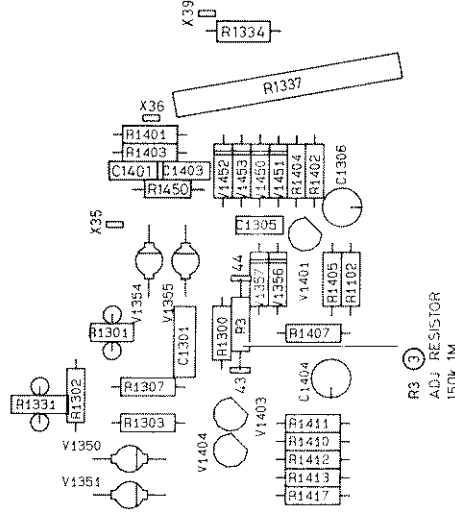 X39
R1334
R1337
X36
R1401
R1403
C1401
C1403
R1450
X35
V1452
V1453
V1450
V1451
R1404
R1402
C1306
C1305
V1354
V1355
V1401
44
V1357
V1356
R1405
R1102
R1301
C1301
R1300
R3
43
R1407
R1331
R1302
R1307
R1303
C1404
V1403
V1404
V1350
V1351
R1411
R1410
R1412
R1413
R1417
R3 3
ADJ RESISTOR
150k 1M